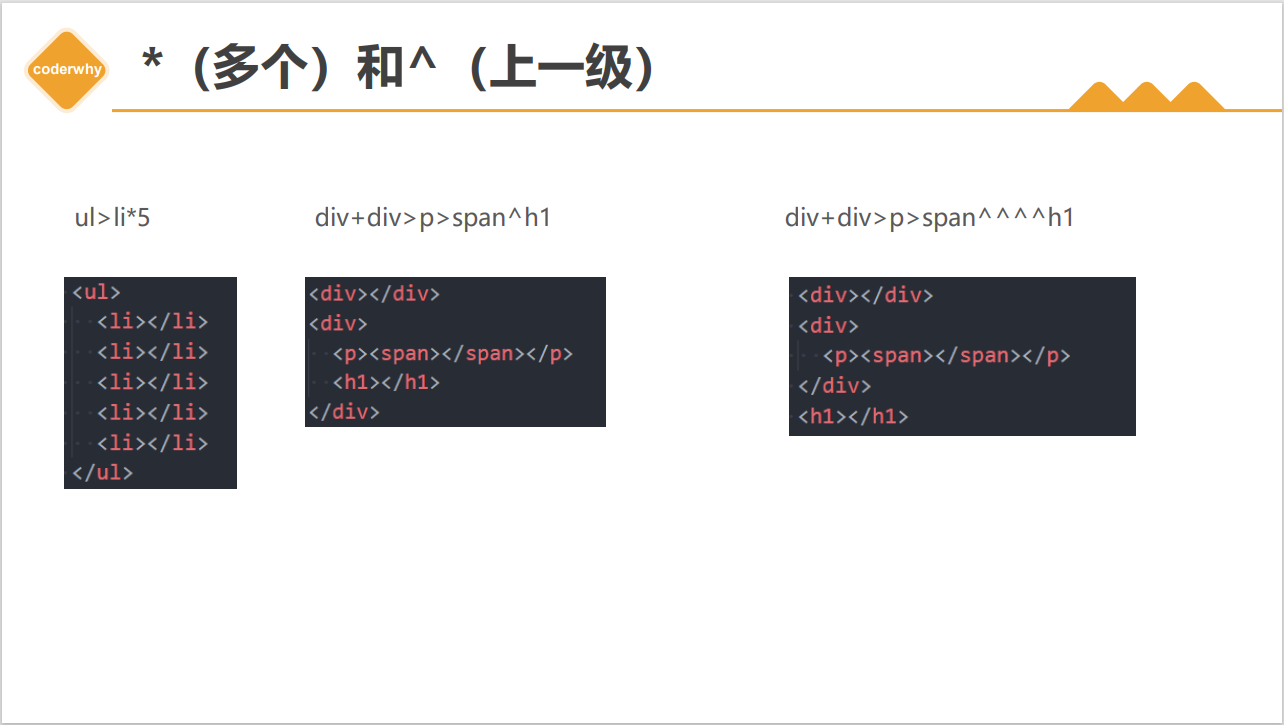 coderwhy
*（多个）和^（上一级）
ul>li*5
<ul>
<li></li>
<li></li>
<li></li>
<li></li>
<li></li>
</ul>
div+div>p>span^h1
<div></div>
<div>
<p><span></span></p>
<h1></h1>
</div>
div+div>p>span^^^^h1
<div></div>
<div>
<p><span></span></p>
</div>
<h1></h1>